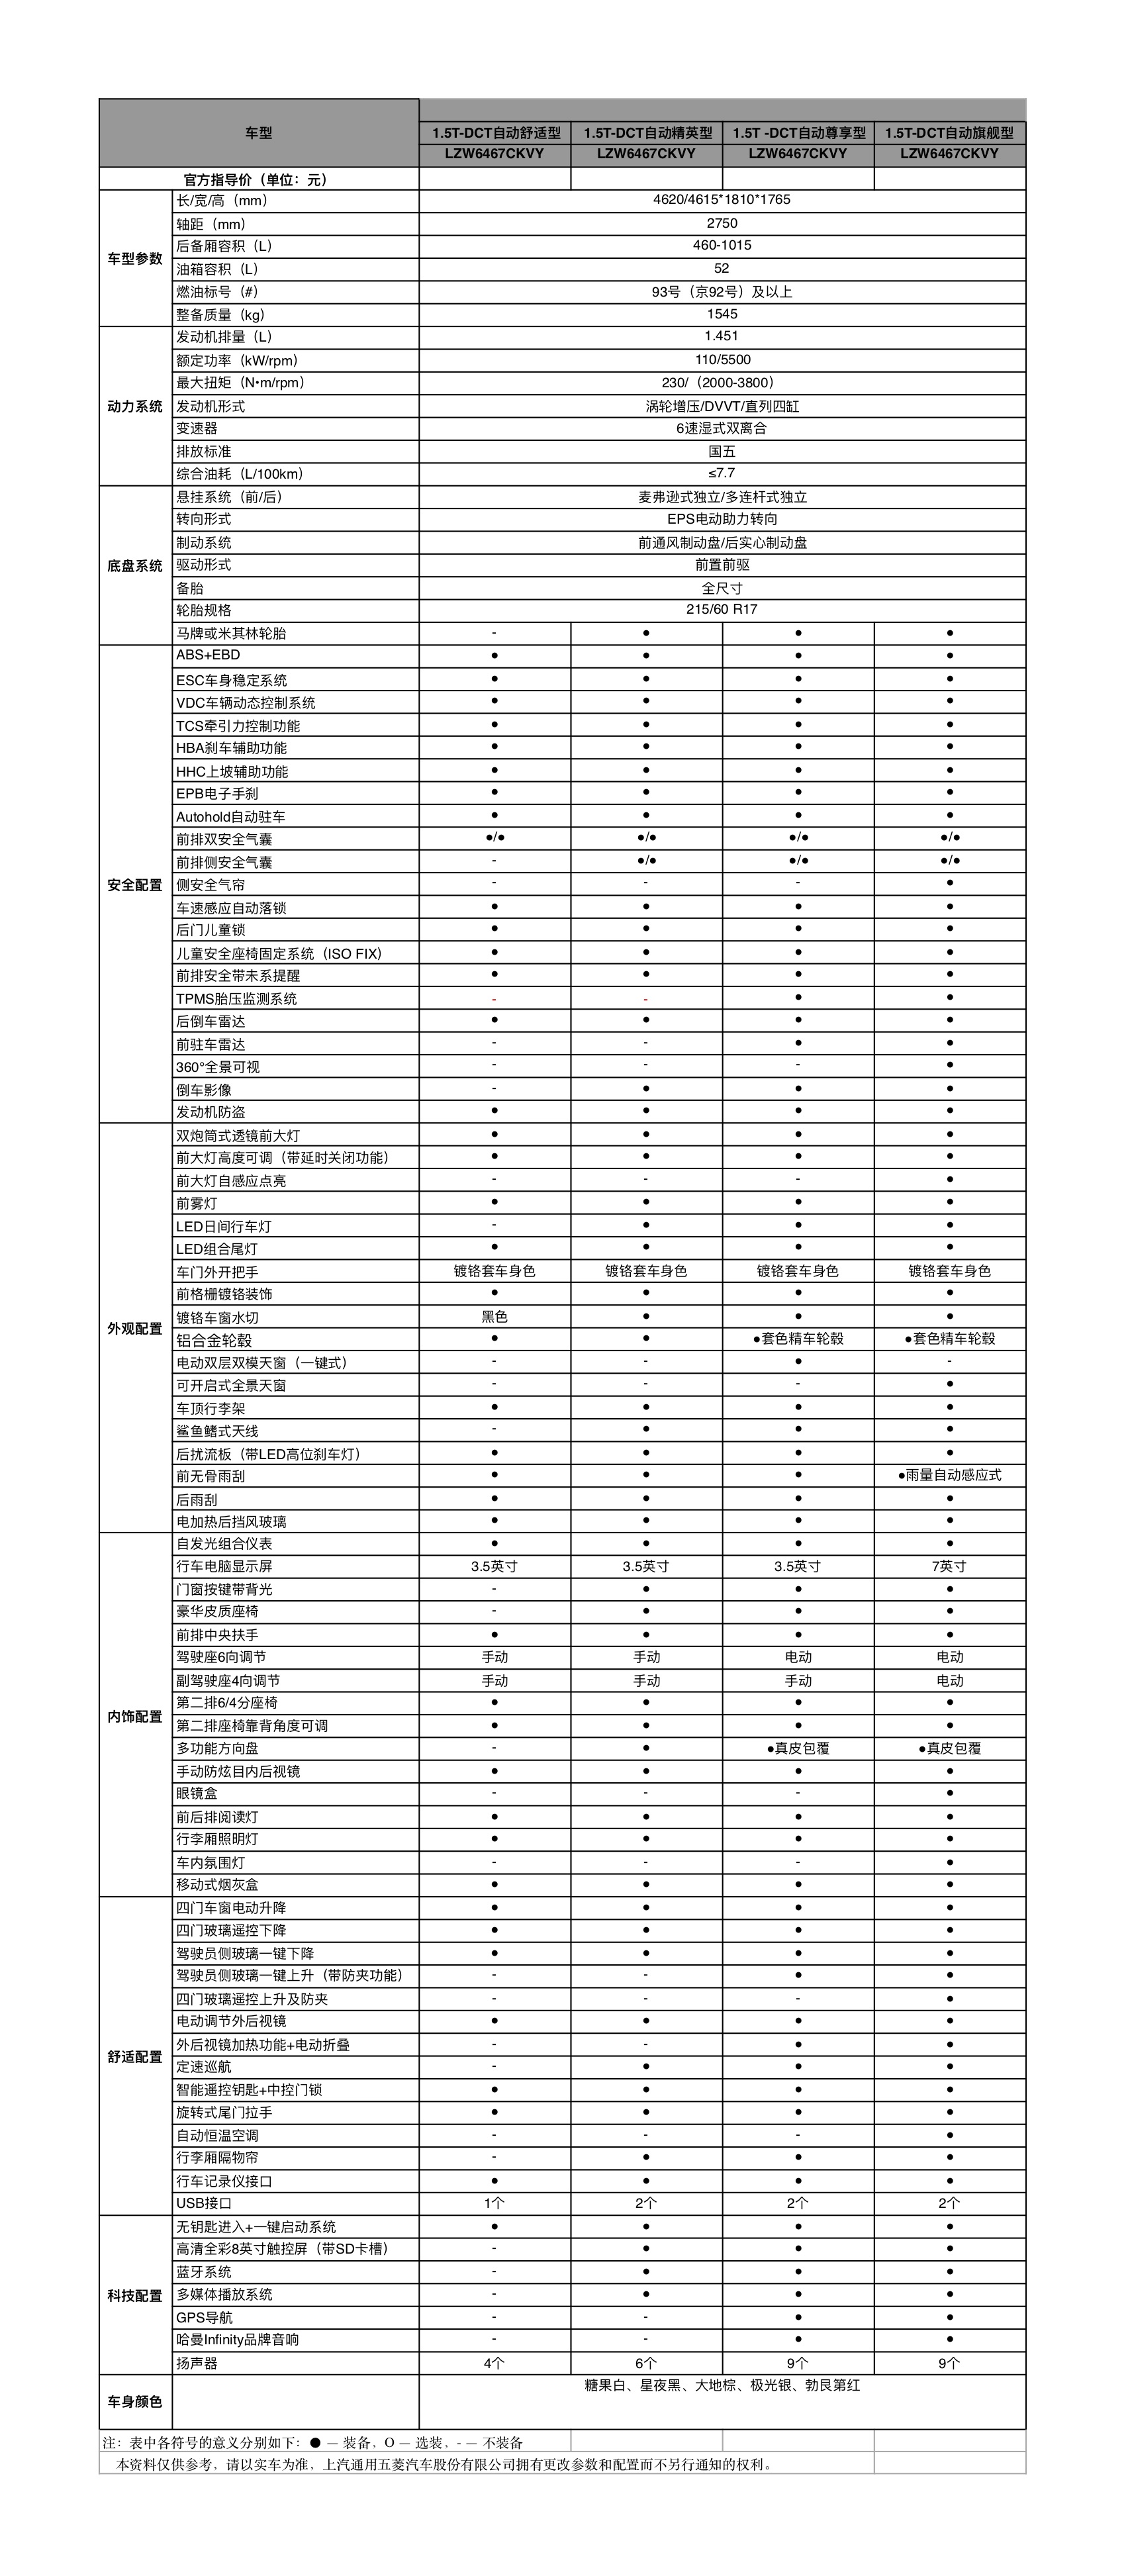 车型
1.5T-DCT自动舒适型 1.5T-DCT自动精英型 1.5T -DCT自动尊享型 1.5T-DCT自动旗舰型
LZW6467CKVY LZW6467CKVY LZW6467CKVY LZW6467CKVY
官方指导价（单位：元）
车型参数
长/宽/高（mm） 4620/4615*1810*1765
轴距（mm） 2750
后备厢容积（L） 460-1015
油箱容积（L） 52
燃油标号（#） 93号（京92号）及以上
整备质量（kg） 1545
动力系统
发动机排量（L） 1.451
额定功率（kW/rpm） 110/5500
最大扭矩（N•m/rpm） 230/（2000-3800）
发动机形式 涡轮增压/DVVT/直列四缸
变速器 6速湿式双离合
排放标准 国五
综合油耗（L/100km） ≤7.7
底盘系统
悬挂系统（前/后） 麦弗逊式独立/多连杆式独立
转向形式 EPS电动助力转向
制动系统 前通风制动盘/后实心制动盘
驱动形式 前置前驱
备胎 全尺寸
轮胎规格 215/60 R17
马牌或米其林轮胎 - ● ● ●
安全配置
ABS+EBD ● ● ● ●
ESC车身稳定系统 ● ● ● ●
VDC车辆动态控制系统 ● ● ● ●
TCS牵引力控制功能 ● ● ● ●
HBA刹车辅助功能 ● ● ● ●
HHC上坡辅助功能 ● ● ● ●
EPB电子手刹 ● ● ● ●
Autohold自动驻车 ● ● ● ●
前排双安全气囊 ●/● ●/● ●/● ●/●
前排侧安全气囊 - ●/● ●/● ●/●
侧安全气帘 - - - ●
车速感应自动落锁 ● ● ● ●
后门儿童锁 ● ● ● ●
儿童安全座椅固定系统（ISO FIX） ● ● ● ●
前排安全带未系提醒 ● ● ● ●
TPMS胎压监测系统 - - ● ●
后倒车雷达 ● ● ● ●
前驻车雷达 - - ● ●
360°全景可视 - - - ●
倒车影像 - ● ● ●
发动机防盗 ● ● ● ●
外观配置
双炮筒式透镜前大灯 ● ● ● ●
前大灯高度可调（带延时关闭功能） ● ● ● ●
前大灯自感应点亮 - - - ●
前雾灯 ● ● ● ●
LED日间行车灯 - ● ● ●
LED组合尾灯 ● ● ● ●
车门外开把手 镀铬套车身色 镀铬套车身色 镀铬套车身色 镀铬套车身色
前格栅镀铬装饰 ● ● ● ●
镀铬车窗水切 黑色 ● ● ●
铝合金轮毂 ● ● ●套色精车轮毂 ●套色精车轮毂
电动双层双模天窗（一键式） - - ● -
可开启式全景天窗 - - - ●
车顶行李架 ● ● ● ●
鲨鱼鳍式天线 - ● ● ●
后扰流板（带LED高位刹车灯） ● ● ● ●
前无骨雨刮 ● ● ● ●雨量自动感应式
后雨刮 ● ● ● ●
电加热后挡风玻璃 ● ● ● ●
内饰配置
自发光组合仪表 ● ● ● ●
行车电脑显示屏 3.5英寸 3.5英寸 3.5英寸 7英寸
门窗按键带背光 - ● ● ●
豪华皮质座椅 - ● ● ●
前排中央扶手 ● ● ● ●
驾驶座6向调节 手动 手动 电动 电动
副驾驶座4向调节 手动 手动 手动 电动
第二排6/4分座椅 ● ● ● ●
第二排座椅靠背角度可调 ● ● ● ●
多功能方向盘 - ● ●真皮包覆 ●真皮包覆
手动防炫目内后视镜 ● ● ● ●
眼镜盒 - - - ●
前后排阅读灯 ● ● ● ●
行李厢照明灯 ● ● ● ●
车内氛围灯 - - - ●
移动式烟灰盒 ● ● ● ●
舒适配置
四门车窗电动升降 ● ● ● ●
四门玻璃遥控下降 ● ● ● ●
驾驶员侧玻璃一键下降 ● ● ● ●
驾驶员侧玻璃一键上升（带防夹功能） - - ● ●
四门玻璃遥控上升及防夹 - - - ●
电动调节外后视镜 ● ● ● ●
外后视镜加热功能+电动折叠 - - ● ●
定速巡航 - ● ● ●
智能遥控钥匙+中控门锁 ● ● ● ●
旋转式尾门拉手 ● ● ● ●
自动恒温空调 - - - ●
行李厢隔物帘 - ● ● ●
行车记录仪接口 ● ● ● ●
USB接口 1个 2个 2个 2个
科技配置
无钥匙进入+一键启动系统 ● ● ● ●
高清全彩8英寸触控屏（带SD卡槽） - ● ● ●
蓝牙系统 - ● ● ●
多媒体播放系统 - ● ● ●
GPS导航 - - ● ●
哈曼Infinity品牌音响 - - ● ●
扬声器 4个 6个 9个 9个
车身颜色 糖果白、星夜黑、大地棕、极光银、勃艮第红
注：表中各符号的意义分别如下：● — 装备，O — 选装，- — 不装备
本资料仅供参考，请以实车为准，上汽通用五菱汽车股份有限公司拥有更改参数和配置而不另行通知的权利。